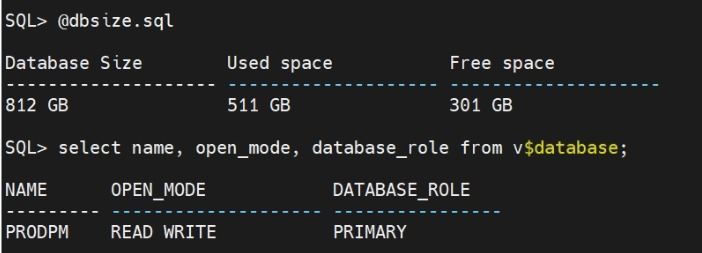 SQL> @dbsize.sql
Database Size Used space Free space
-------------------- -------------------- --------------------
812 GB 511 GB 301 GB
SQL> select name, open_mode, database_role from v$database;
NAME OPEN_MODE DATABASE_ROLE
--------- -------------------- ----------------
PRODPM READ WRITE PRIMARY